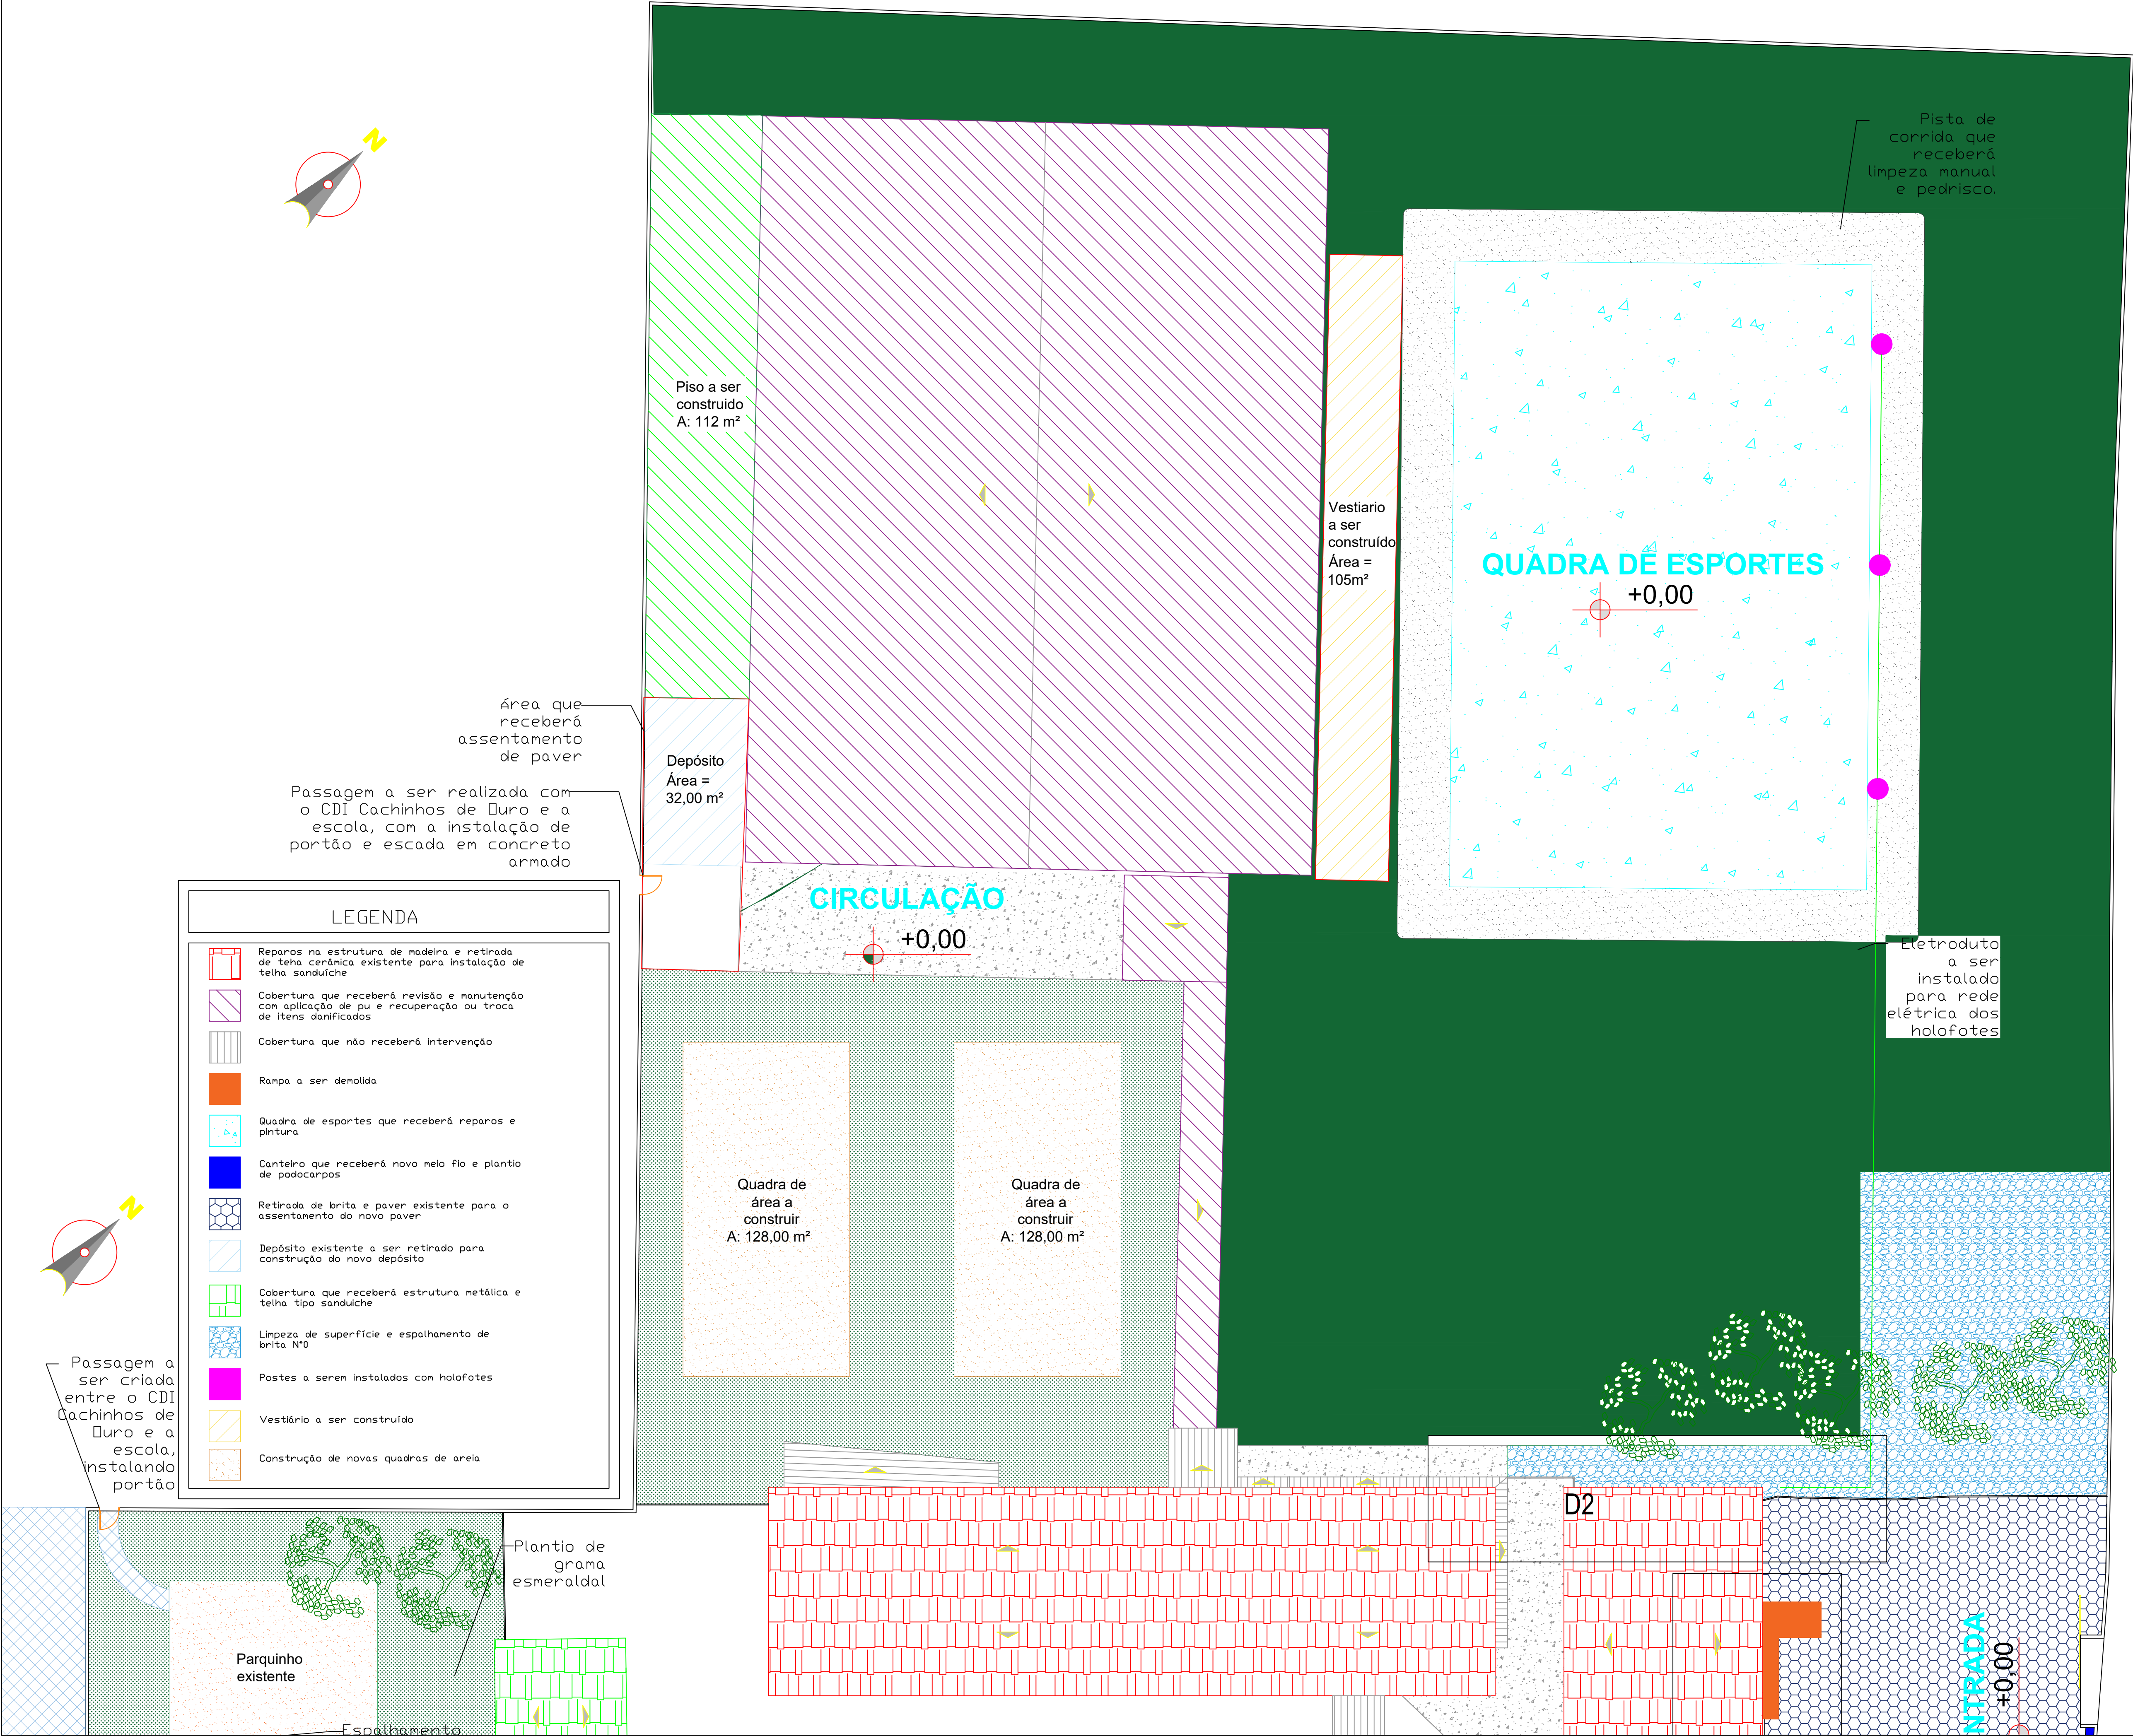 N
Pista de
corrida que
receberá
limpeza manual
e pedrisco.
Piso a ser
construido
A: 112 m²
Vestiario
a ser
construído
Área =
105m²
QUADRA DE ESPORTES
+0,00
Área que
receberá
assentamento
de paver
Depósito
Área =
32,00 m²
Passagem a ser realizada com
o CDI Cachinhos de Ouro e a
escola, com a instalação de
portão e escada em concreto
armado
CIRCULAÇÃO
+0,00
Eletroduto
a ser
instalado
para rede
elétrica dos
holofotes
LEGENDA
Reparos na estrutura de madeira e retirada
de teha cerâmica existente para instalação de
telha sanduíche
Cobertura que receberá revisão e manutenção
com aplicação de pu e recuperação ou troca
de itens danificados
Cobertura que não receberá intervenção
Rampa a ser demolida
Quadra de esportes que receberá reparos e
pintura
Canteiro que receberá novo meio fio e plantio
de podocarpos
Retirada de brita e paver existente para o
assentamento do novo paver
Depósito existente a ser retirado para
construção do novo depósito
Cobertura que receberá estrutura metálica e
telha tipo sanduiche
Limpeza de superfície e espalhamento de
brita N°0
Postes a serem instalados com holofotes
Vestiário a ser construído
Construção de novas quadras de areia
Quadra de
área a
construir
A: 128,00 m²
Quadra de
área a
construir
A: 128,00 m²
N
Passagem a
ser criada
entre o CDI
Cachinhos de
Ouro e a
escola,
instalando
portão
D2
Plantio de
grama
esmeraldal
Parquinho
existente
Espalhamento
NTRADA
+0,00